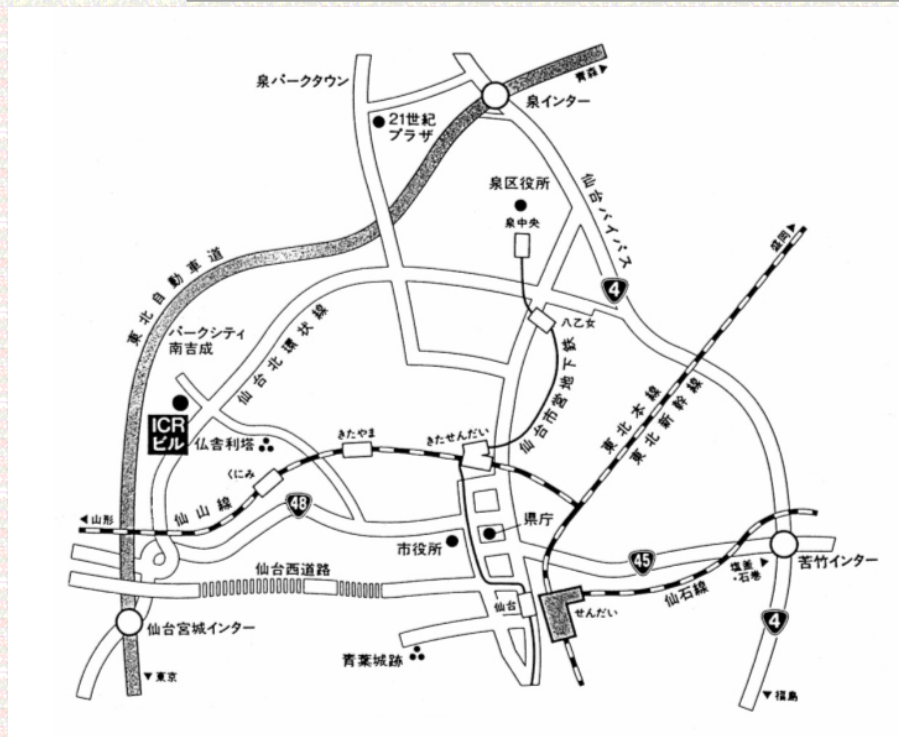 青森▶
泉パークタウン
泉インター
21世紀
プラザ
泉区役所
泉中央
仙台バイパス
盛岡▶
東北自動車道
4
八乙女
パークシティ
南吉成
仙台北環状線
仙台市営地下鉄
東北本線
東北新幹線
ICR
ビル
仏舎利塔
きたやま
きたせんだい
くにみ
◀山形
仙山線
48
県庁
市役所
45
苦竹インター
仙台西道路
塩釜▶
・石巻
仙石線
仙台
せんだい
仙台宮城インター
4
青葉城跡
▼東京
▼福島